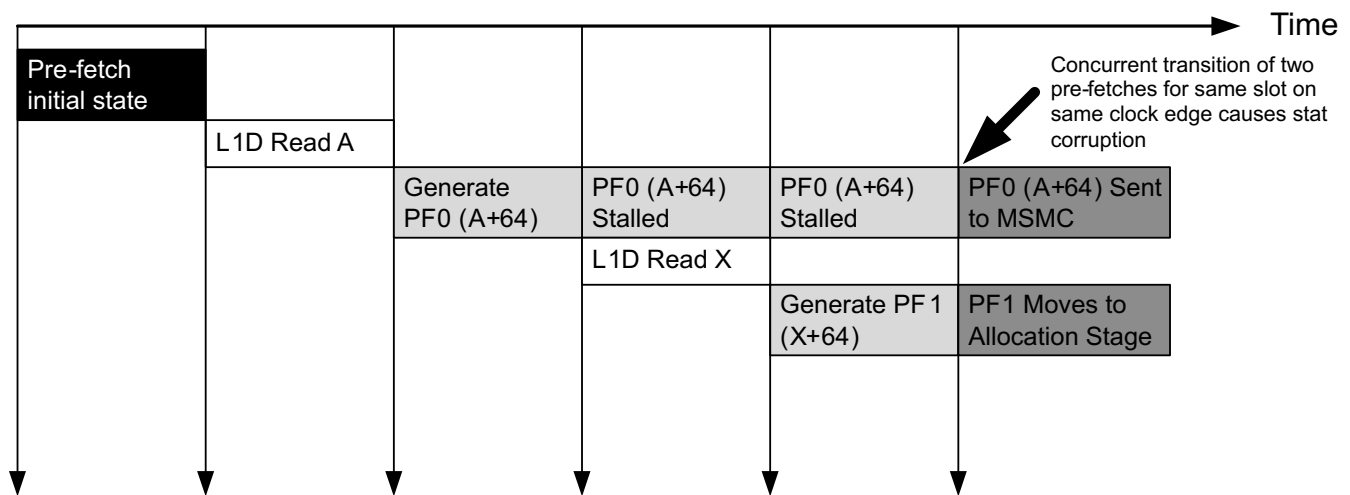 Time
Pre-fetch
initial state
Concurrent transition of two
pre-fetches for same slot on
same clock edge causes stat
corruption
L1D Read A
Generate
PF0 (A+64)
PF0 (A+64)
Stalled
PF0 (A+64)
Stalled
PF0 (A+64) Sent
to MSMC
L1D Read X
Generate PF1
(X+64)
PF1 Moves to
Allocation Stage